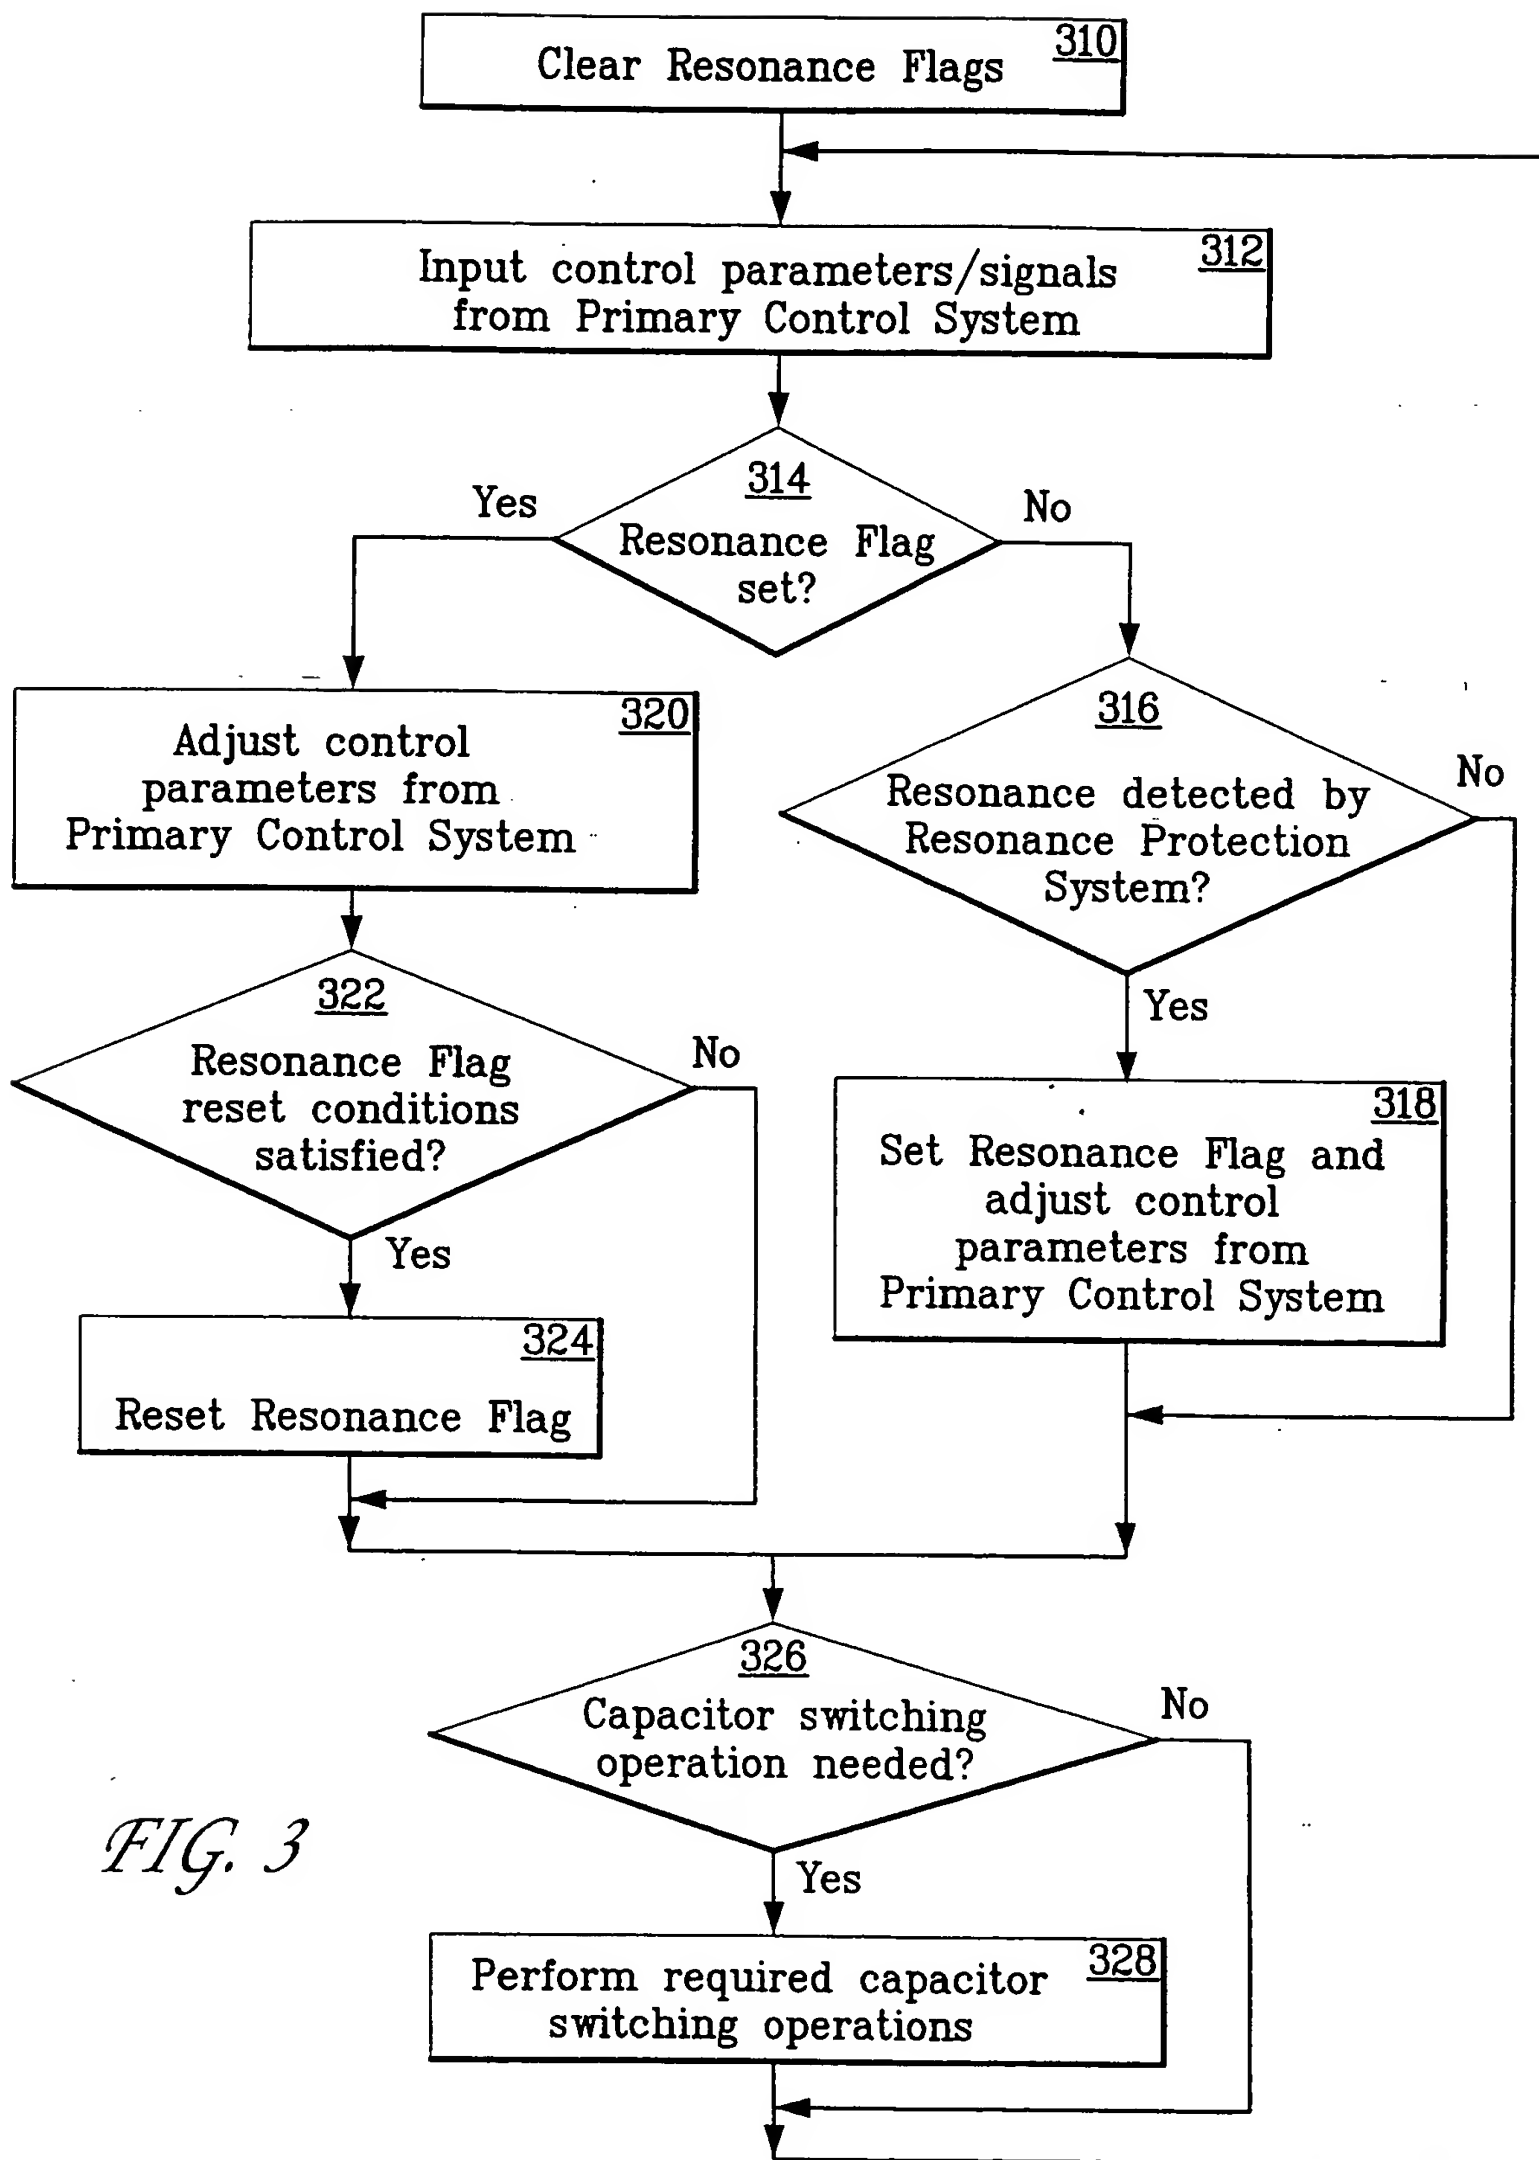 310
Clear Resonance Flags
312
Input control parameters/signals
from Primary Control System
314
Yes
No
Resonance Flag
set?
320
Adjust control
parameters from
Primary Control System
316
No
Resonance detected by
Resonance Protection
System?
Yes
322
No
Resonance Flag
reset conditions
satisfied?
Yes
318
Set Resonance Flag and
adjust control
parameters from
Primary Control System
324
Reset Resonance Flag
326
No
Capacitor switching
operation needed?
Yes
328
Perform required capacitor
switching operations
FIG. 3